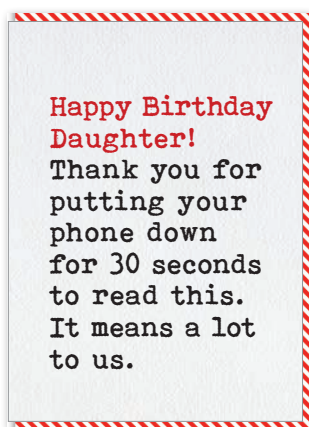 Happy Birthday
Daughter!
Thank you for
putting your
phone down
for 30 seconds
to read this.
It means a lot
to us.